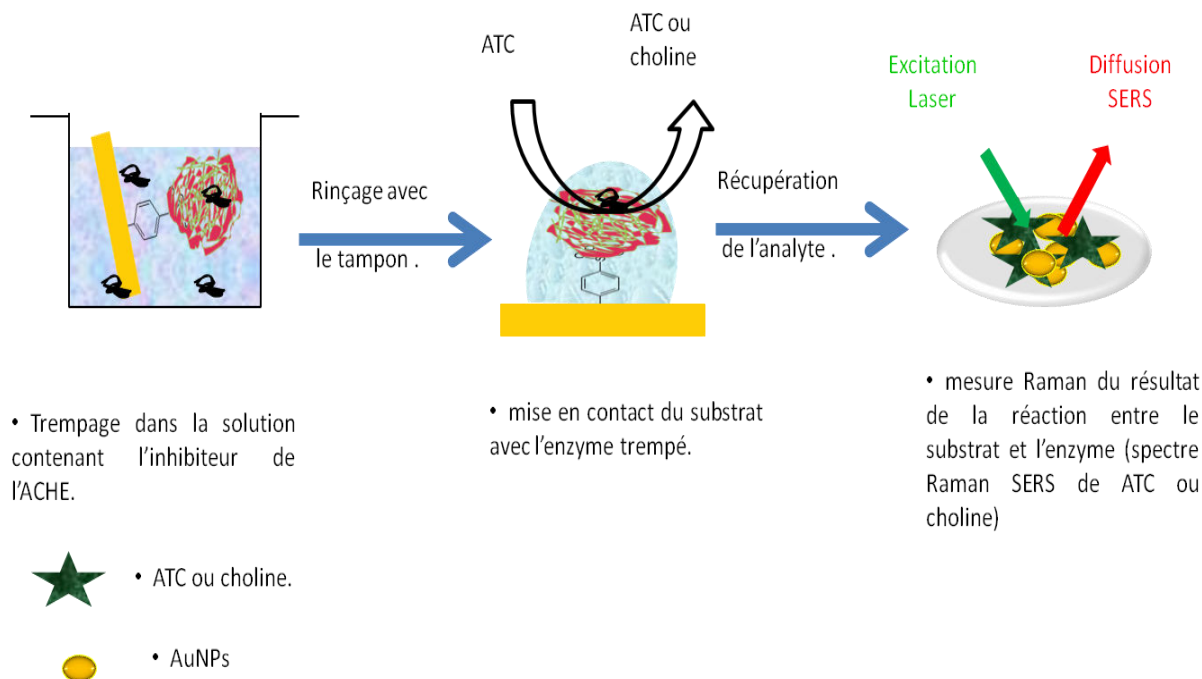 ATC
ATC ou
choline
Excitation
Laser
Diffusion
SERS
Rinçage avec
le tampon .
Récupération
de l’analyte .
• Trempage dans la solution
contenant l’inhibiteur de
l’ACHE.
• mise en contact du substrat
avec l’enzyme trempé.
• mesure Raman du résultat
de la réaction entre le
substrat et l’enzyme (spectre
Raman SERS de ATC ou
choline)
• ATC ou choline.
• AuNPs